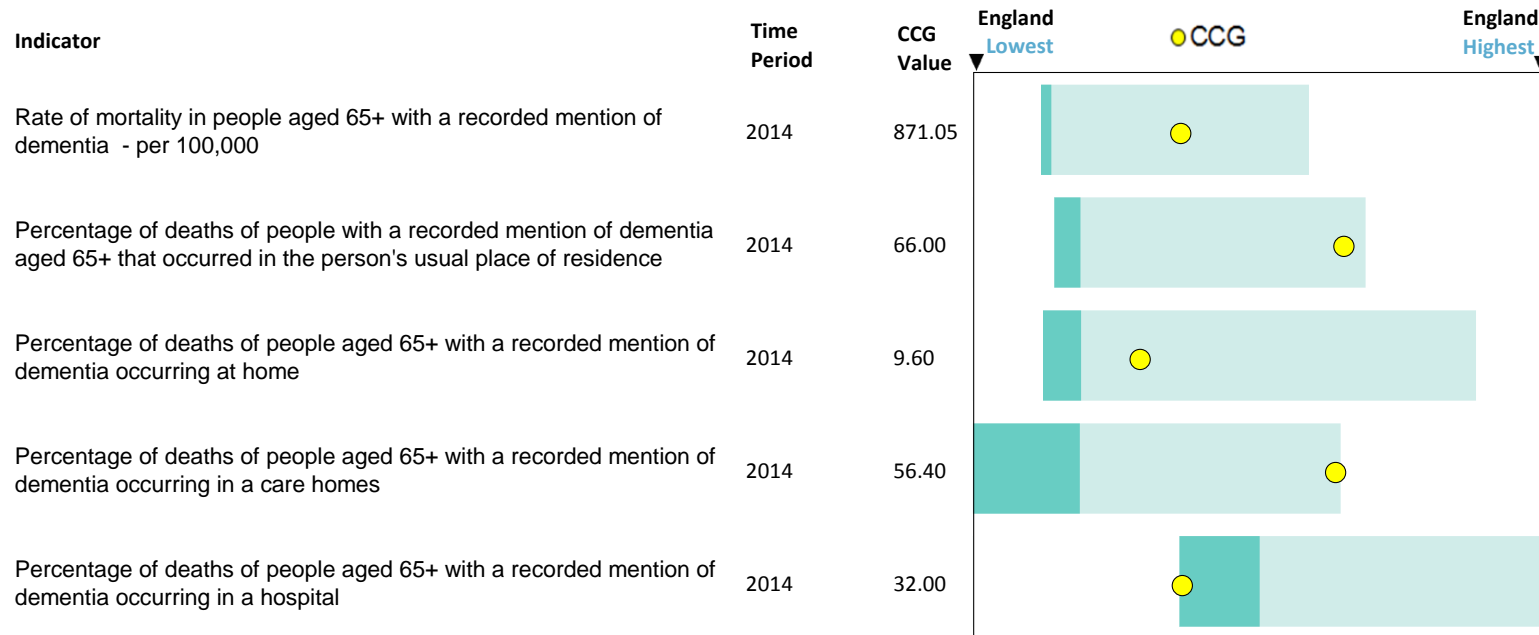 Indicator
Time
Period
CCG
Value
England
Lowest
CCG
England
Highest
Rate of mortality in people aged 65+ with a recorded mention of
dementia - per 100,000
2014
871.05
Percentage of deaths of people with a recorded mention of dementia
aged 65+ that occurred in the person's usual place of residence
2014
66.00
Percentage of deaths of people aged 65+ with a recorded mention of
dementia occurring at home
2014
9.60
Percentage of deaths of people aged 65+ with a recorded mention of
dementia occurring in a care homes
2014
56.40
Percentage of deaths of people aged 65+ with a recorded mention of
dementia occurring in a hospital
2014
32.00